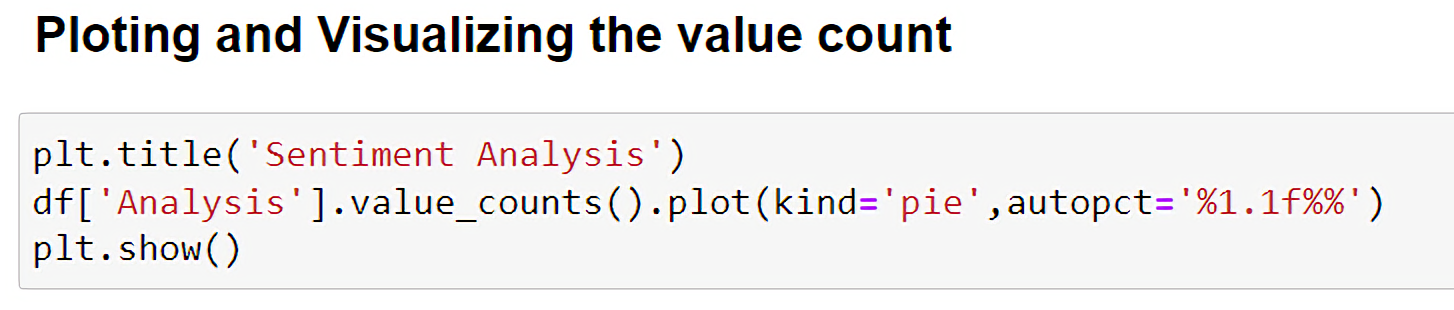 Ploting and Visualizing the value count
plt.title('Sentiment Analysis')
df['Analysis'].value_counts().plot(kind='pie',autopct='%1.1f%%')
plt.show()